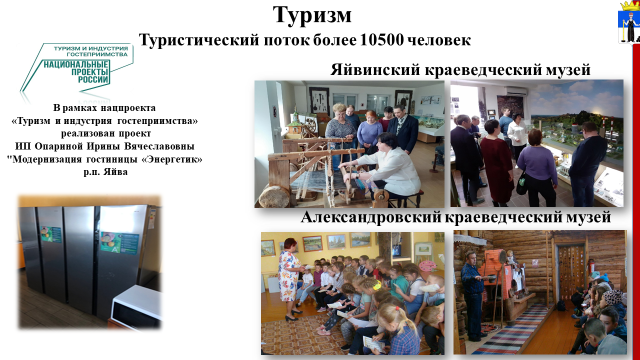 Туризм
Туристический поток более 10500 человек
ТУРИЗМ И ИНДУСТРИЯ
ГОСТЕПРИИМСТВА
НАЦИОНАЛЬНЫЕ
ПРОЕКТЫ
РОССИИ
В рамках нацпроекта
«Туризм и индустрия гостеприимства»
реализован проект
ИП Опариной Ирины Вячеславовны
"Модернизация гостиницы «Энергетик»
р.п. Яйва
Яйвинский краеведческий музей
Александровский краеведческий музей